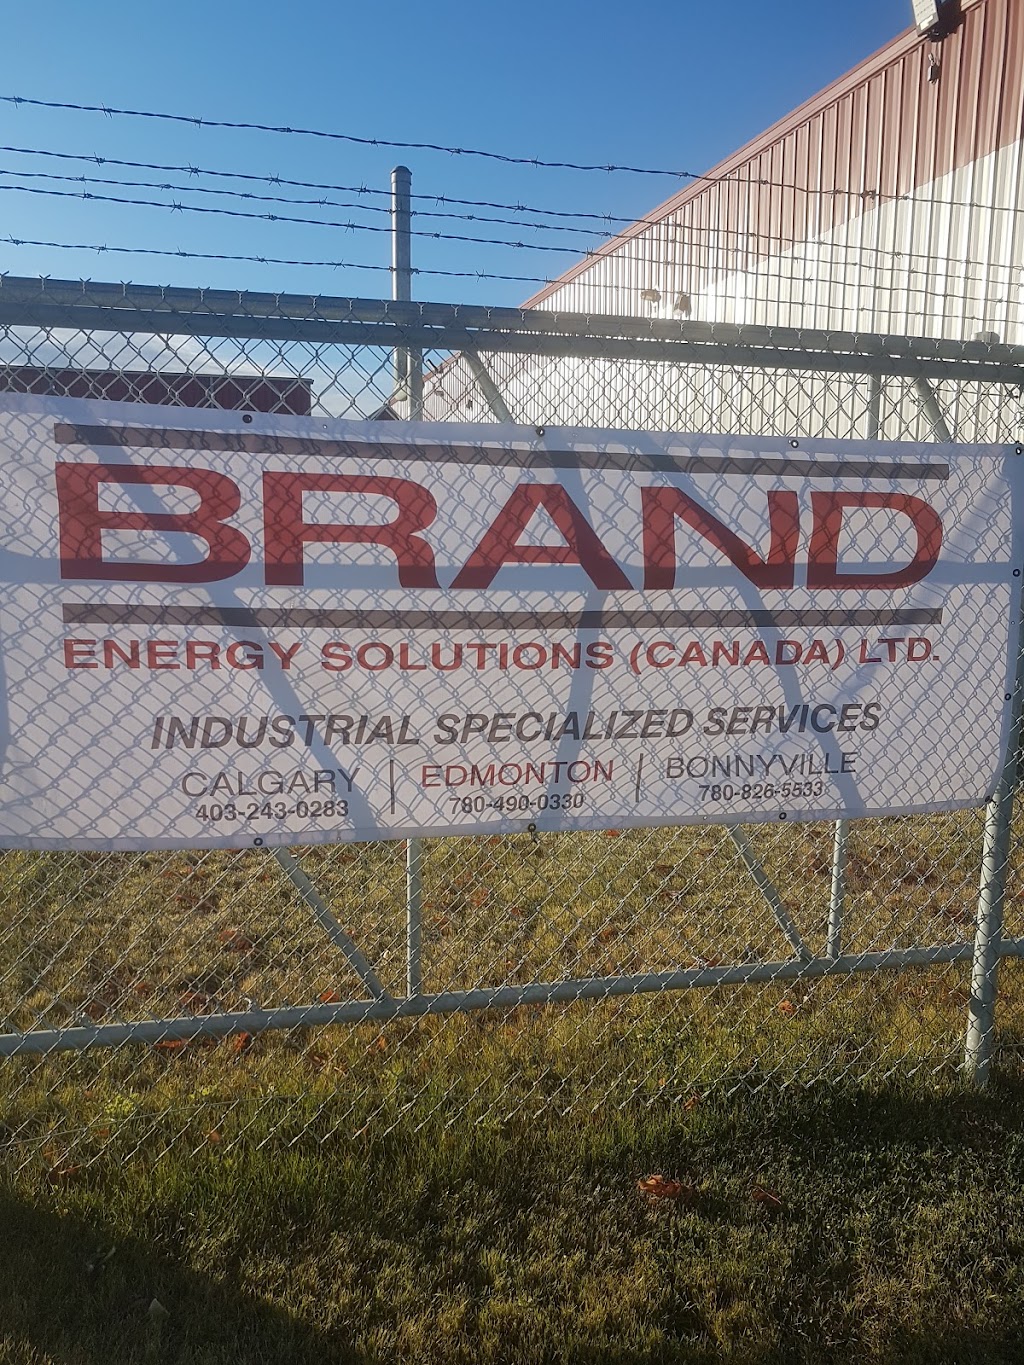 BRAND
ENERGY SOLUTIONS (CANADA) LTD.
INDUSTRIAL SPECIALIZED SERVICES
CALGARY | EDMONTON | BONNYVILLE
403-243-0283 780-490-0330 780-826-5533